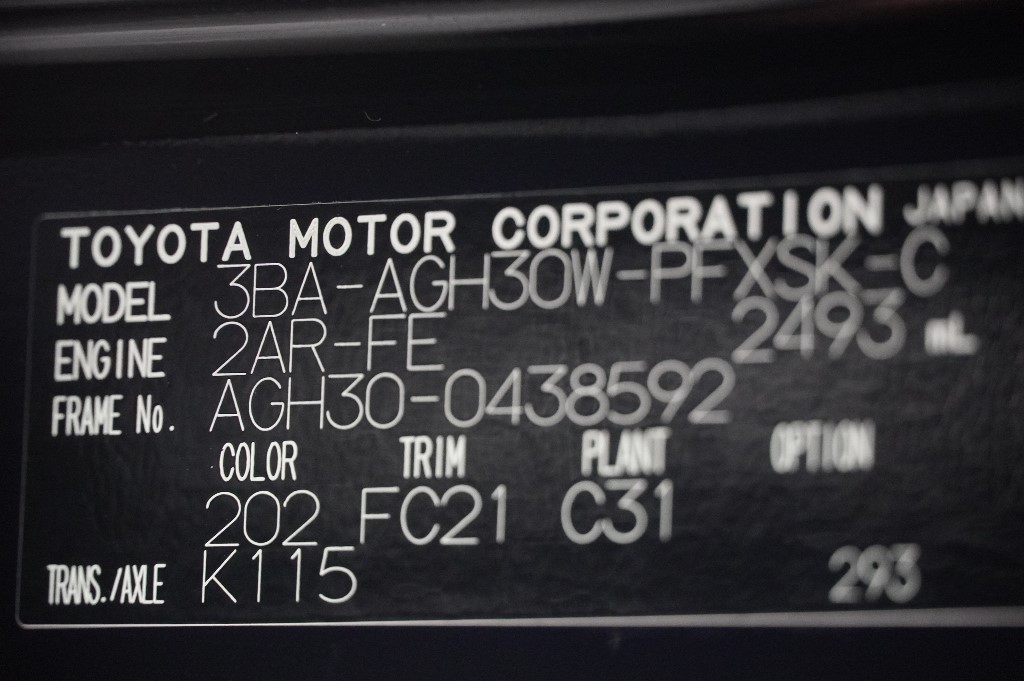 TOYOTA MOTOR CORPORATION JAPAN
MODEL 3BA-AGH30W-PFXSK-C
ENGINE 2AR-FE 2493 mL
FRAME No. AGH30-0438592
COLOR TRIM PLANT OPTION
202 FC21 C31
TRANS./AXLE K115 293